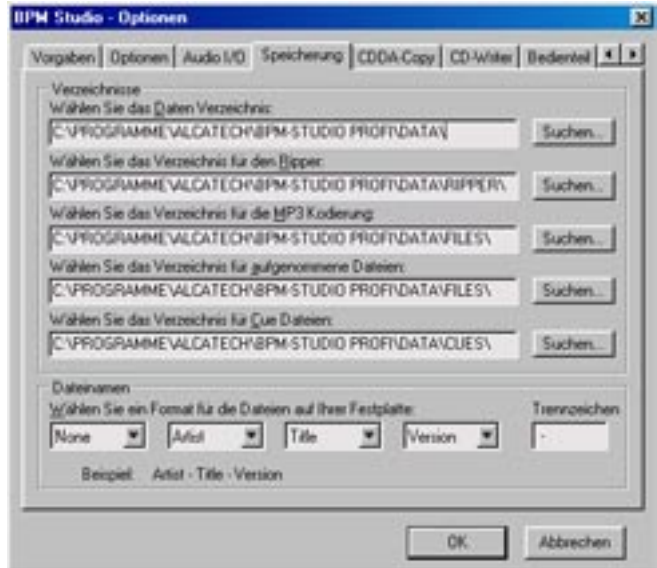 BPM Studio - Optionen
Vorgaben Optionen Audio I/O Speicherung CDDA-Copy CD-Writer Bedienteil
Verzeichnisse
Wählen Sie das Daten Verzeichnis:
C:\PROGRAMME\ALCATECH\BPM-STUDIO PROFI\DATA\ Suchen...
Wählen Sie das Verzeichnis für den Ripper:
C:\PROGRAMME\ALCATECH\BPM-STUDIO PROFI\DATA\RIPPER\ Suchen...
Wählen Sie das Verzeichnis für die MP3 Kodierung:
C:\PROGRAMME\ALCATECH\BPM-STUDIO PROFI\DATA\FILES\ Suchen...
Wählen Sie das Verzeichnis für aufgenommene Dateien:
C:\PROGRAMME\ALCATECH\BPM-STUDIO PROFI\DATA\FILES\ Suchen...
Wählen Sie das Verzeichnis für Cue Dateien:
C:\PROGRAMME\ALCATECH\BPM-STUDIO PROFI\DATA\CUES\ Suchen...
Dateinamen
Wählen Sie ein Format für die Dateien auf Ihrer Festplatte: Trennzeichen
None Artist Title Version -
Beispiel: Artist - Title - Version
OK Abbrechen